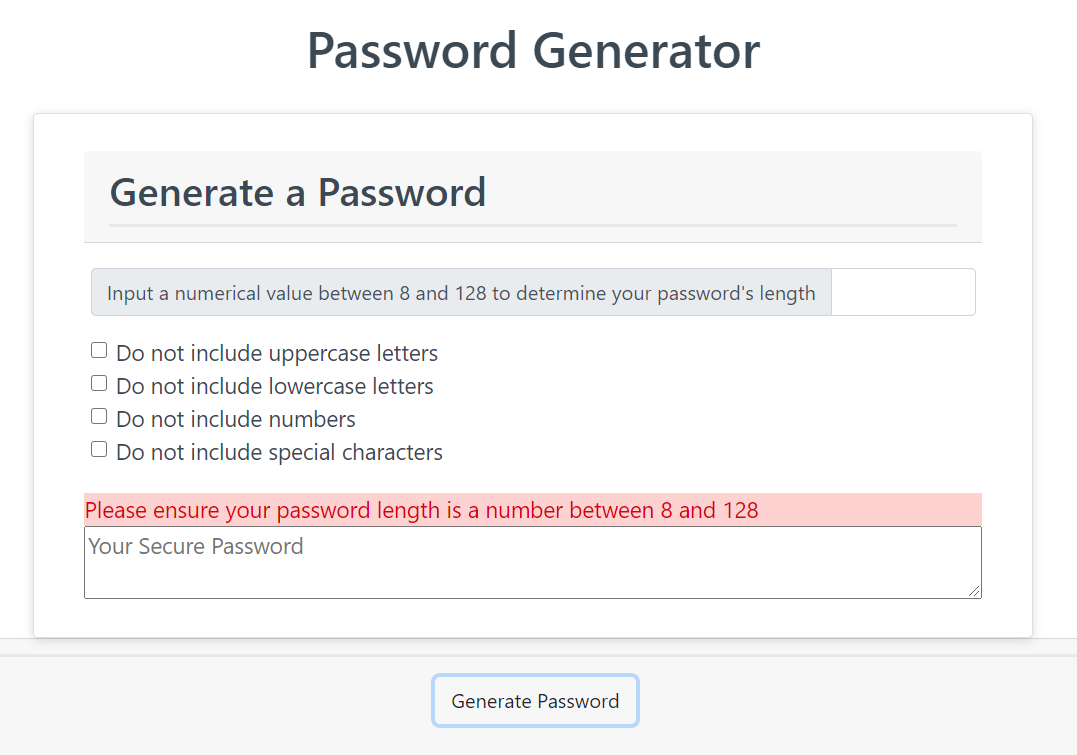 Password Generator
Generate a Password
Input a numerical value between 8 and 128 to determine your password's length
Do not include uppercase letters
Do not include lowercase letters
Do not include numbers
Do not include special characters
Please ensure your password length is a number between 8 and 128
Your Secure Password
Generate Password